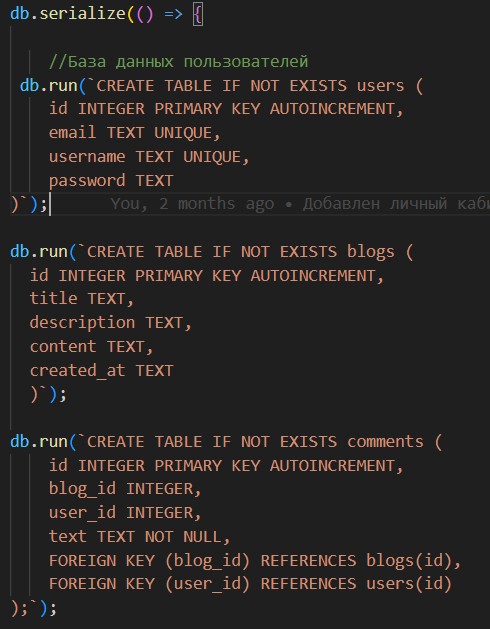 db.serialize(() => {
//База данных пользователей
db.run(`CREATE TABLE IF NOT EXISTS users (
id INTEGER PRIMARY KEY AUTOINCREMENT,
email TEXT UNIQUE,
username TEXT UNIQUE,
password TEXT
)`); You, 2 months ago • Добавлен личный каби
db.run(`CREATE TABLE IF NOT EXISTS blogs (
id INTEGER PRIMARY KEY AUTOINCREMENT,
title TEXT,
description TEXT,
content TEXT,
created_at TEXT
)`);
db.run(`CREATE TABLE IF NOT EXISTS comments (
id INTEGER PRIMARY KEY AUTOINCREMENT,
blog_id INTEGER,
user_id INTEGER,
text TEXT NOT NULL,
FOREIGN KEY (blog_id) REFERENCES blogs(id),
FOREIGN KEY (user_id) REFERENCES users(id)
);`);